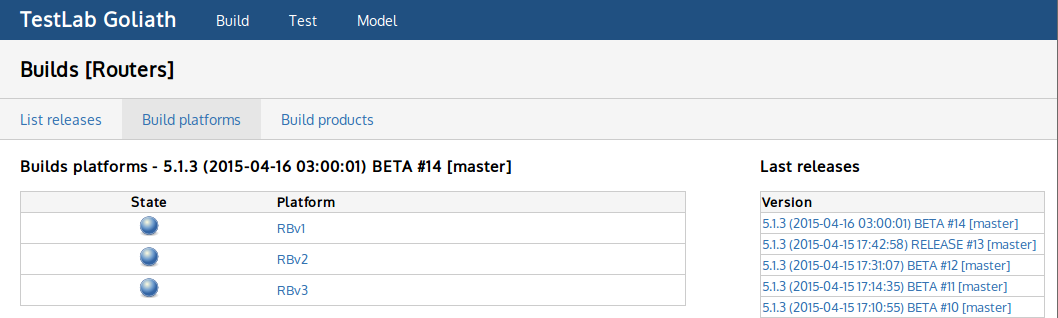 TestLab Goliath Build Test Model
Builds [Routers]
List releases Build platforms Build products
Builds platforms - 5.1.3 (2015-04-16 03:00:01) BETA #14 [master]
State Platform
RBv1
RBv2
RBv3
Last releases
Version
5.1.3 (2015-04-16 03:00:01) BETA #14 [master]
5.1.3 (2015-04-15 17:42:58) RELEASE #13 [master]
5.1.3 (2015-04-15 17:31:07) BETA #12 [master]
5.1.3 (2015-04-15 17:14:35) BETA #11 [master]
5.1.3 (2015-04-15 17:10:55) BETA #10 [master]